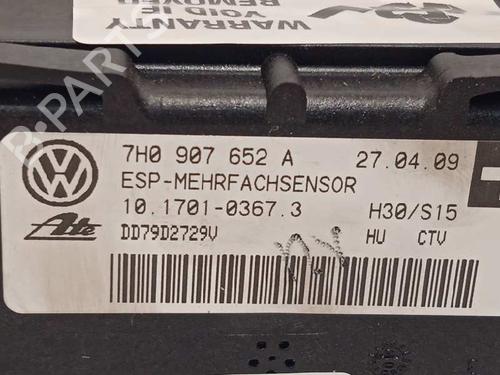 WARRANTY
VOID IF
REMOVED
7H0 907 652 A 27.04.09
ESP-MEHRFACHSENSOR
10.1701-0367.3 H30/S15
Ate DD79D2729V HU CTV